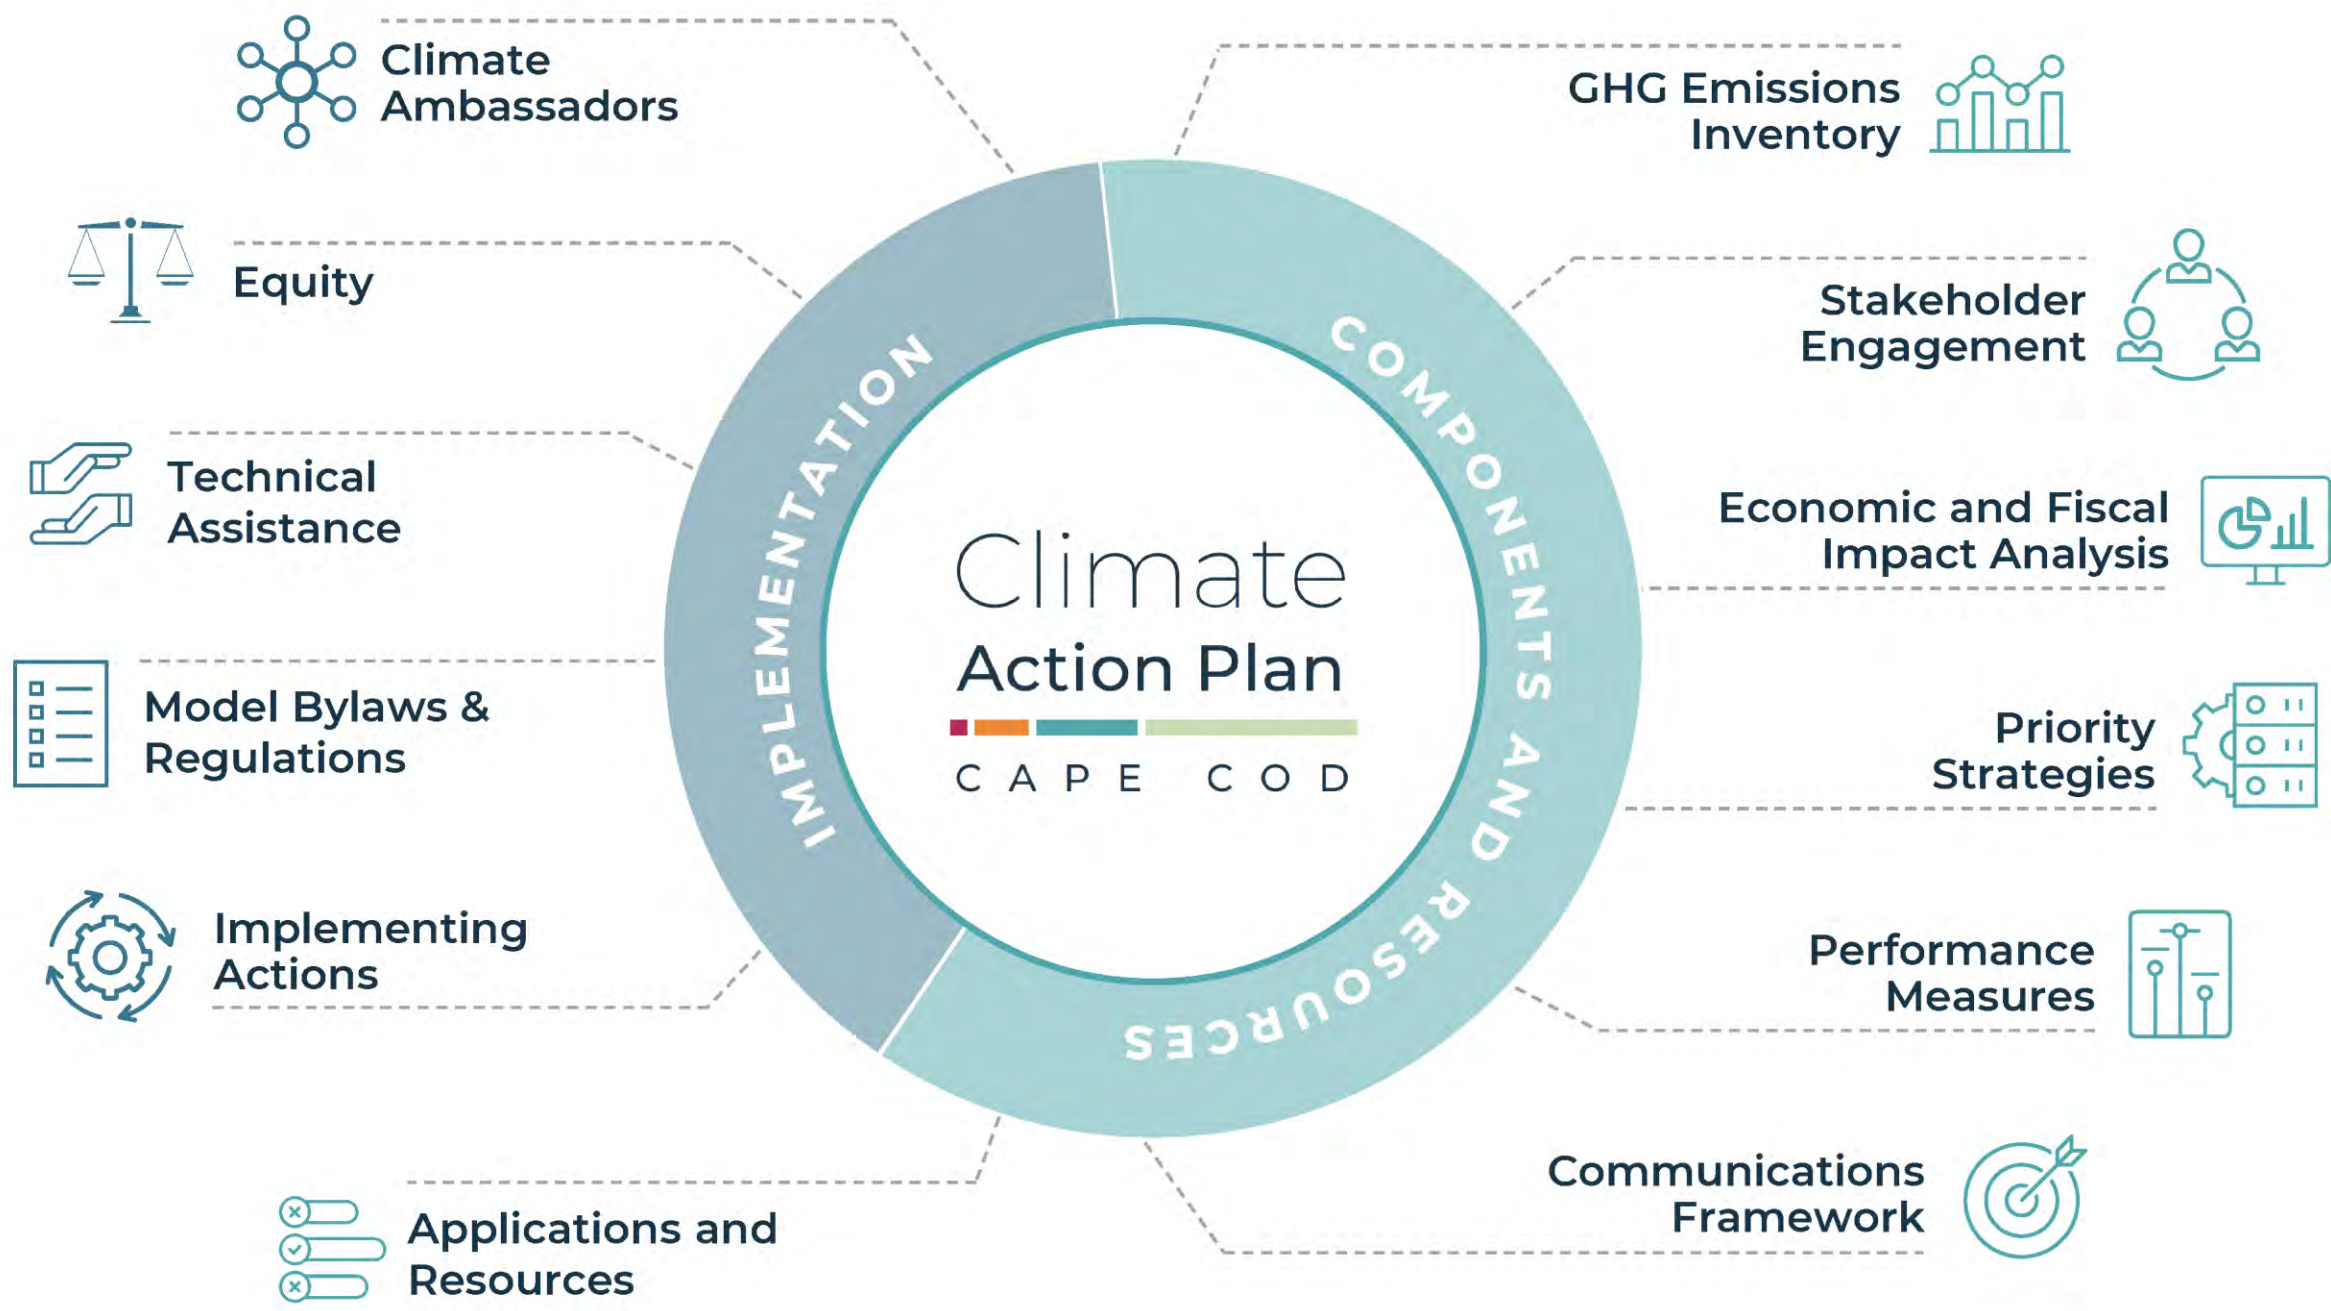 Climate
Ambassadors
Equity
Technical
Assistance
Model Bylaws &
Regulations
Implementing
Actions
Applications and
Resources
IMPLEMENTATION
Climate
Action Plan
CAPE COD
COMPONENTS AND RESOURCES
GHG Emissions
Inventory
Stakeholder
Engagement
Economic and Fiscal
Impact Analysis
Priority
Strategies
Performance
Measures
Communications
Framework